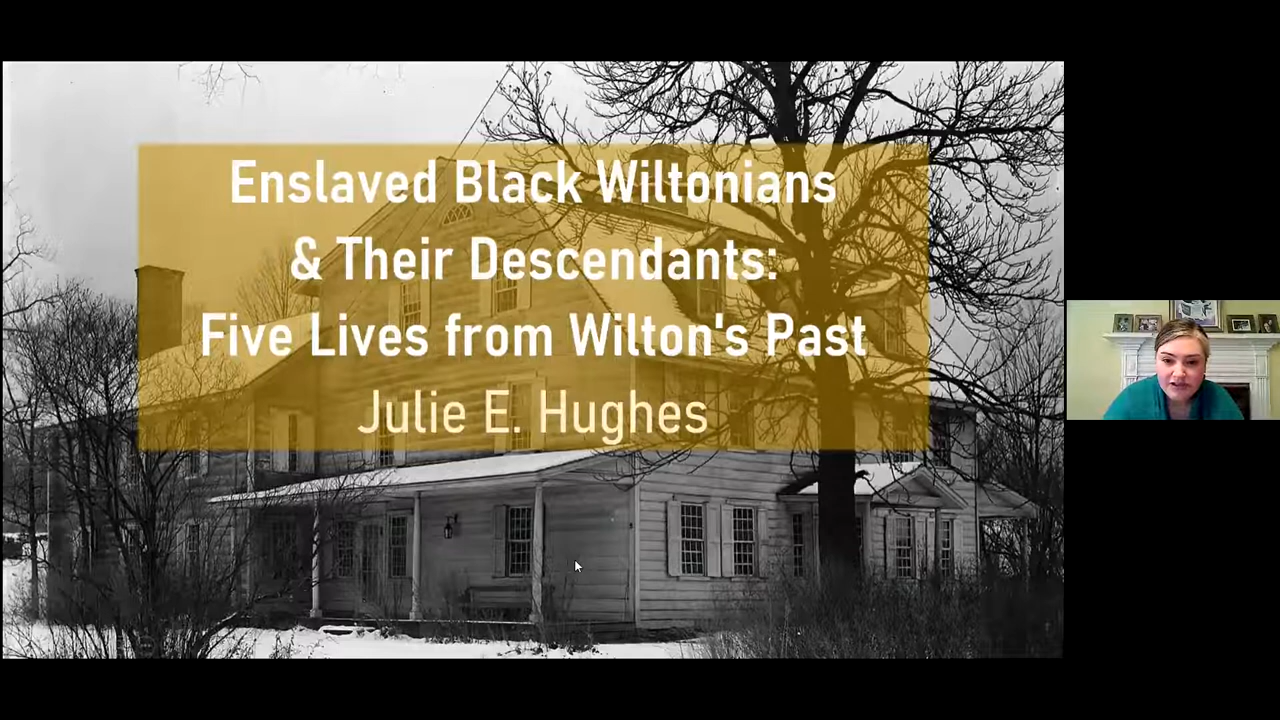 Enslaved Black Wiltonians
& Their Descendants:
Five Lives from Wilton's Past
Julie E. Hughes